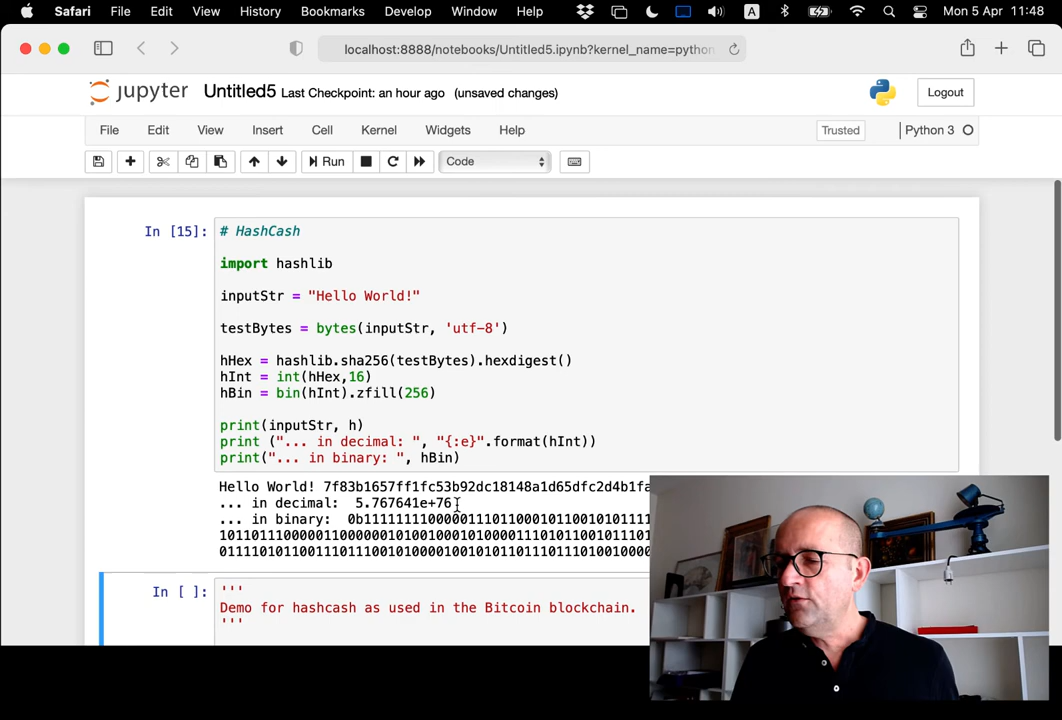 Safari File Edit View History Bookmarks Develop Window Help A Mon 5 Apr 11:48
localhost:8888/notebooks/Untitled5.ipynb?kernel_name=python
jupyter Untitled5 Last Checkpoint: an hour ago (unsaved changes) Logout
File Edit View Insert Cell Kernel Widgets Help Trusted Python 3
Run Code
In [15]: # HashCash
import hashlib
inputStr = "Hello World!"
testBytes = bytes(inputStr, 'utf-8')
hHex = hashlib.sha256(testBytes).hexdigest()
hInt = int(hHex,16)
hBin = bin(hInt).zfill(256)
print(inputStr, h)
print ("... in decimal: ", "{:e}".format(hInt))
print("... in binary: ", hBin)
Hello World! 7f83b1657ff1fc53b92dc18148a1d65dfc2d4b1fa
... in decimal: 5.767641e+76
... in binary: 0b111111110000011101100010110010101111
1011011100000110000010100100010100001110101100101110 1
0111101011001110111001010000100101011011101110100100 00
In [ ]: '''
Demo for hashcash as used in the Bitcoin blockchain.
'''